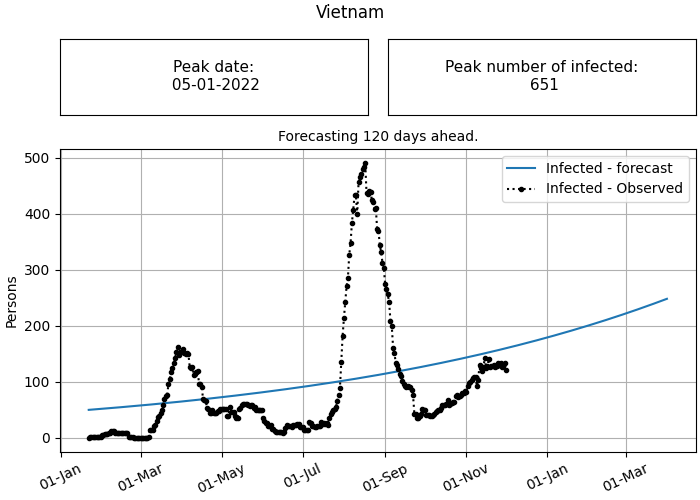 Vietnam
Peak date:
05-01-2022
Peak number of infected:
651
Forecasting 120 days ahead.
Infected - forecast
Infected - Observed
Persons
500
400
300
200
100
0
01-Jan
01-Mar
01-May
01-Jul
01-Sep
01-Nov
01-Jan
01-Mar